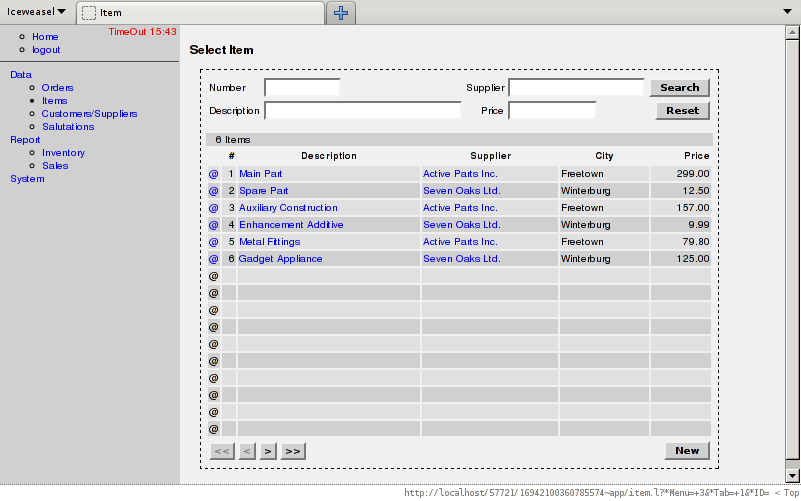 Iceweasel
Item
Home
TimeOut 15:43
logout
Data
Orders
Items
Customers/Suppliers
Salutations
Report
Inventory
Sales
System
Select Item
Number Supplier Search
Description Price Reset
6 Items
# Description Supplier City Price
@ 1 Main Part Active Parts Inc. Freetown 299.00
@ 2 Spare Part Seven Oaks Ltd. Winterburg 12.50
@ 3 Auxiliary Construction Active Parts Inc. Freetown 157.00
@ 4 Enhancement Additive Seven Oaks Ltd. Winterburg 9.99
@ 5 Metal Fittings Active Parts Inc. Freetown 79.80
@ 6 Gadget Appliance Seven Oaks Ltd. Winterburg 125.00
@
@
@
@
@
@
@
@
@
@
<< < > >> New
http://localhost/57721/16942100360785574~app/item.l?*Menu=+3&*Tab=+1&*ID= < Top